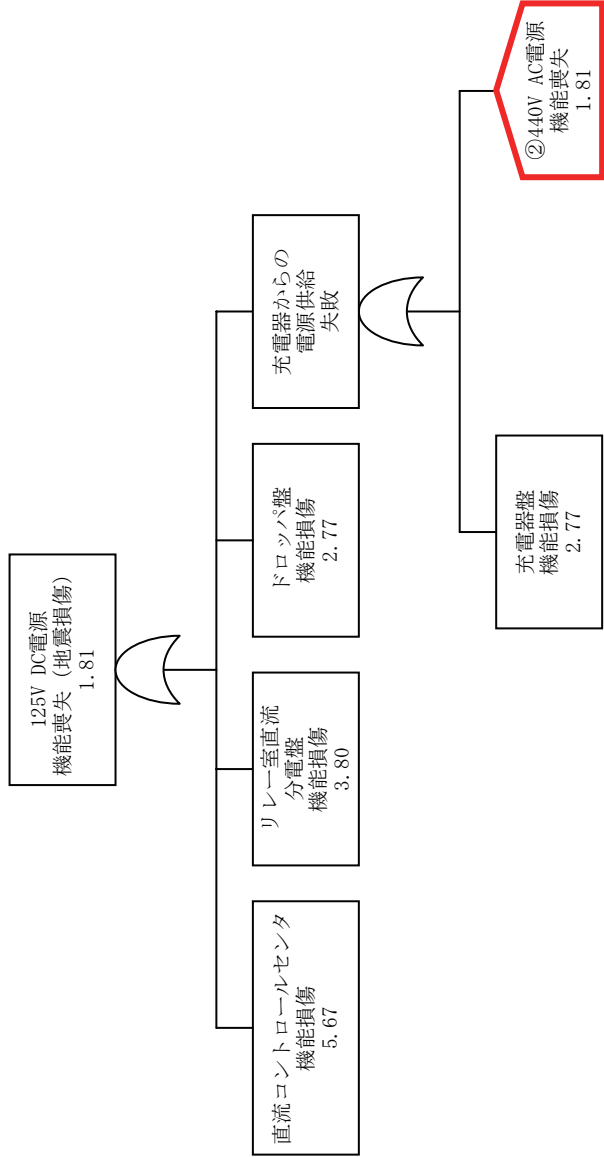 125V DC電源
機能喪失（地震損傷）
1.81
直流コントロールセンタ
機能損傷
5.67
リレー室直流
分電盤
機能損傷
3.80
ドロッパ盤
機能損傷
2.77
充電器からの
電源供給
失敗
充電器盤
機能損傷
2.77
②440V AC電源
機能喪失
1.81